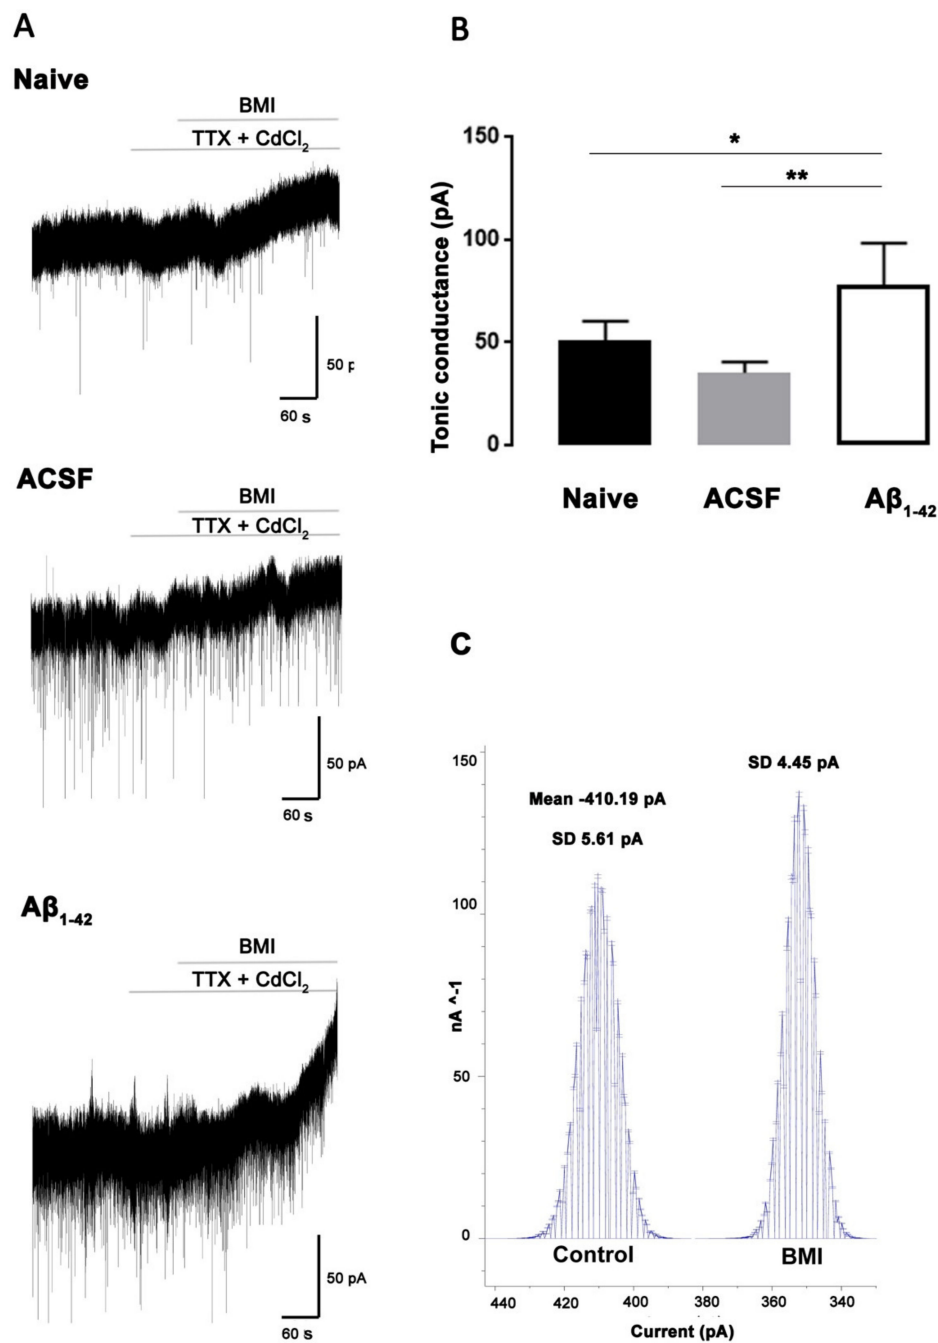 A
Naive
BMI
TTX + CdCl2
50 p
60 s
ACSF
BMI
TTX + CdCl2
50 pA
60 s
Aβ1-42
BMI
TTX + CdCl2
50 pA
60 s
B
150
100
50
0
Tonic conductance (pA)
*
**
Naive
ACSF
Aβ1-42
C
150
100
50
0
nA ^-1
Mean -410.19 pA
SD 5.61 pA
SD 4.45 pA
Control
BMI
440 420 400 380 360 340
Current (pA)